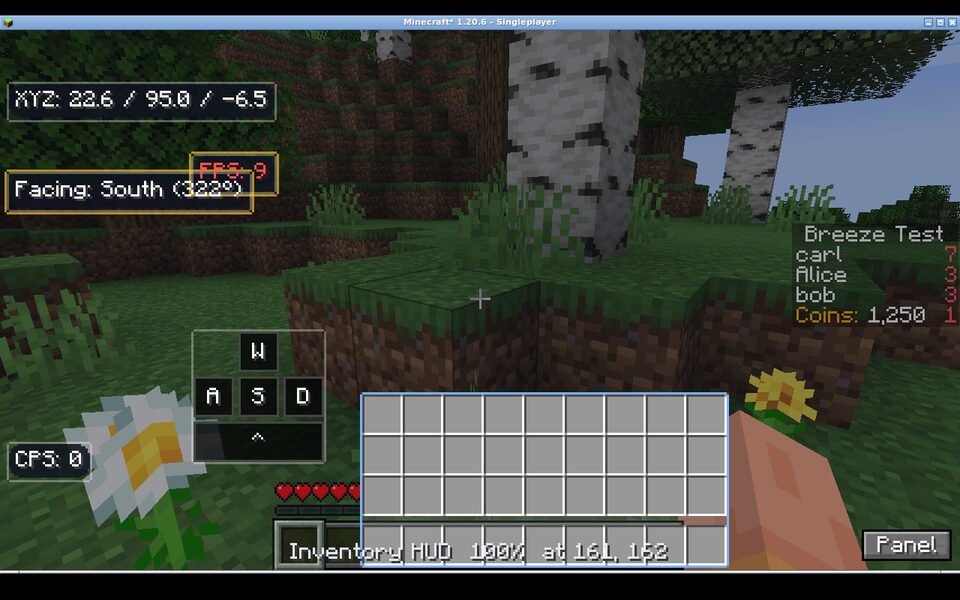 Minecraft* 1.20.6 - Singleplayer
XYZ: 22.6 / 95.0 / -6.5
FPS: 9
Facing: South (322°)
Breeze Test
carl 7
Alice 3
bob 3
Coins: 1,250 1
W
A S D
^
CPS: 0
Inventory HUD 100% at 161, 162
Panel